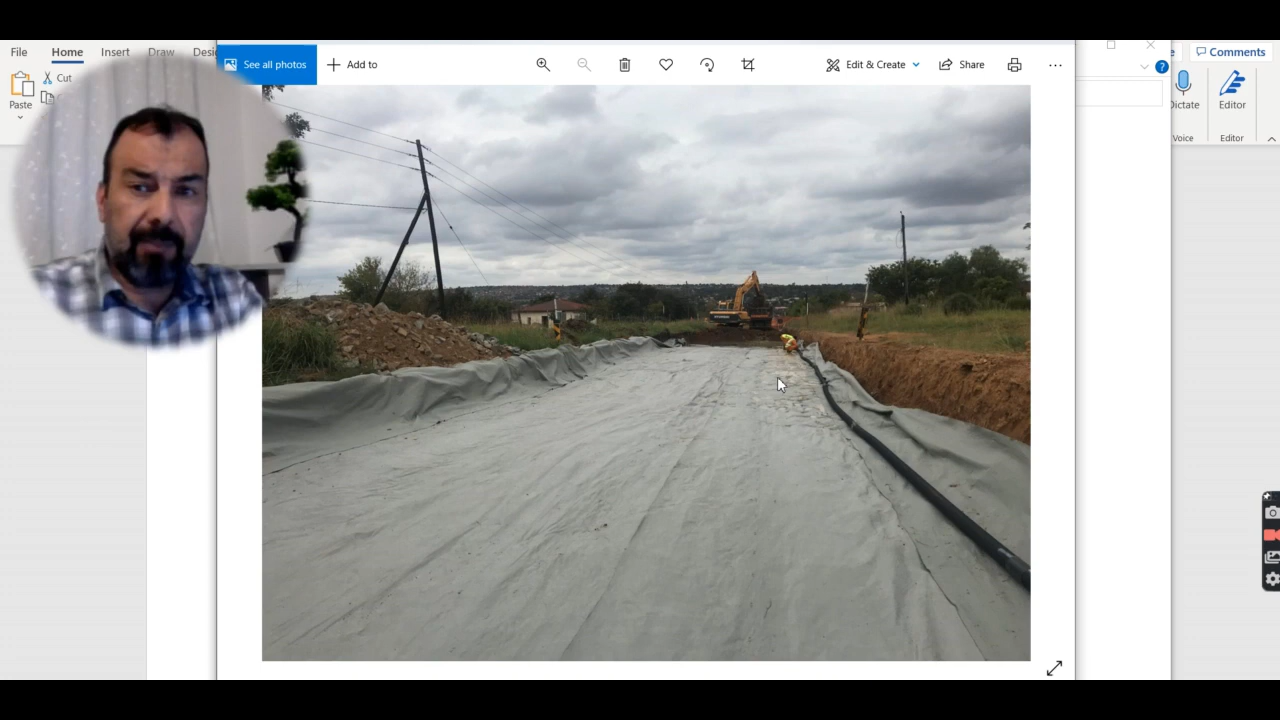 File Home Insert Draw Desi
See all photos Add to Edit & Create Share Comments
Cut
Paste
Dictate Editor
Voice Editor